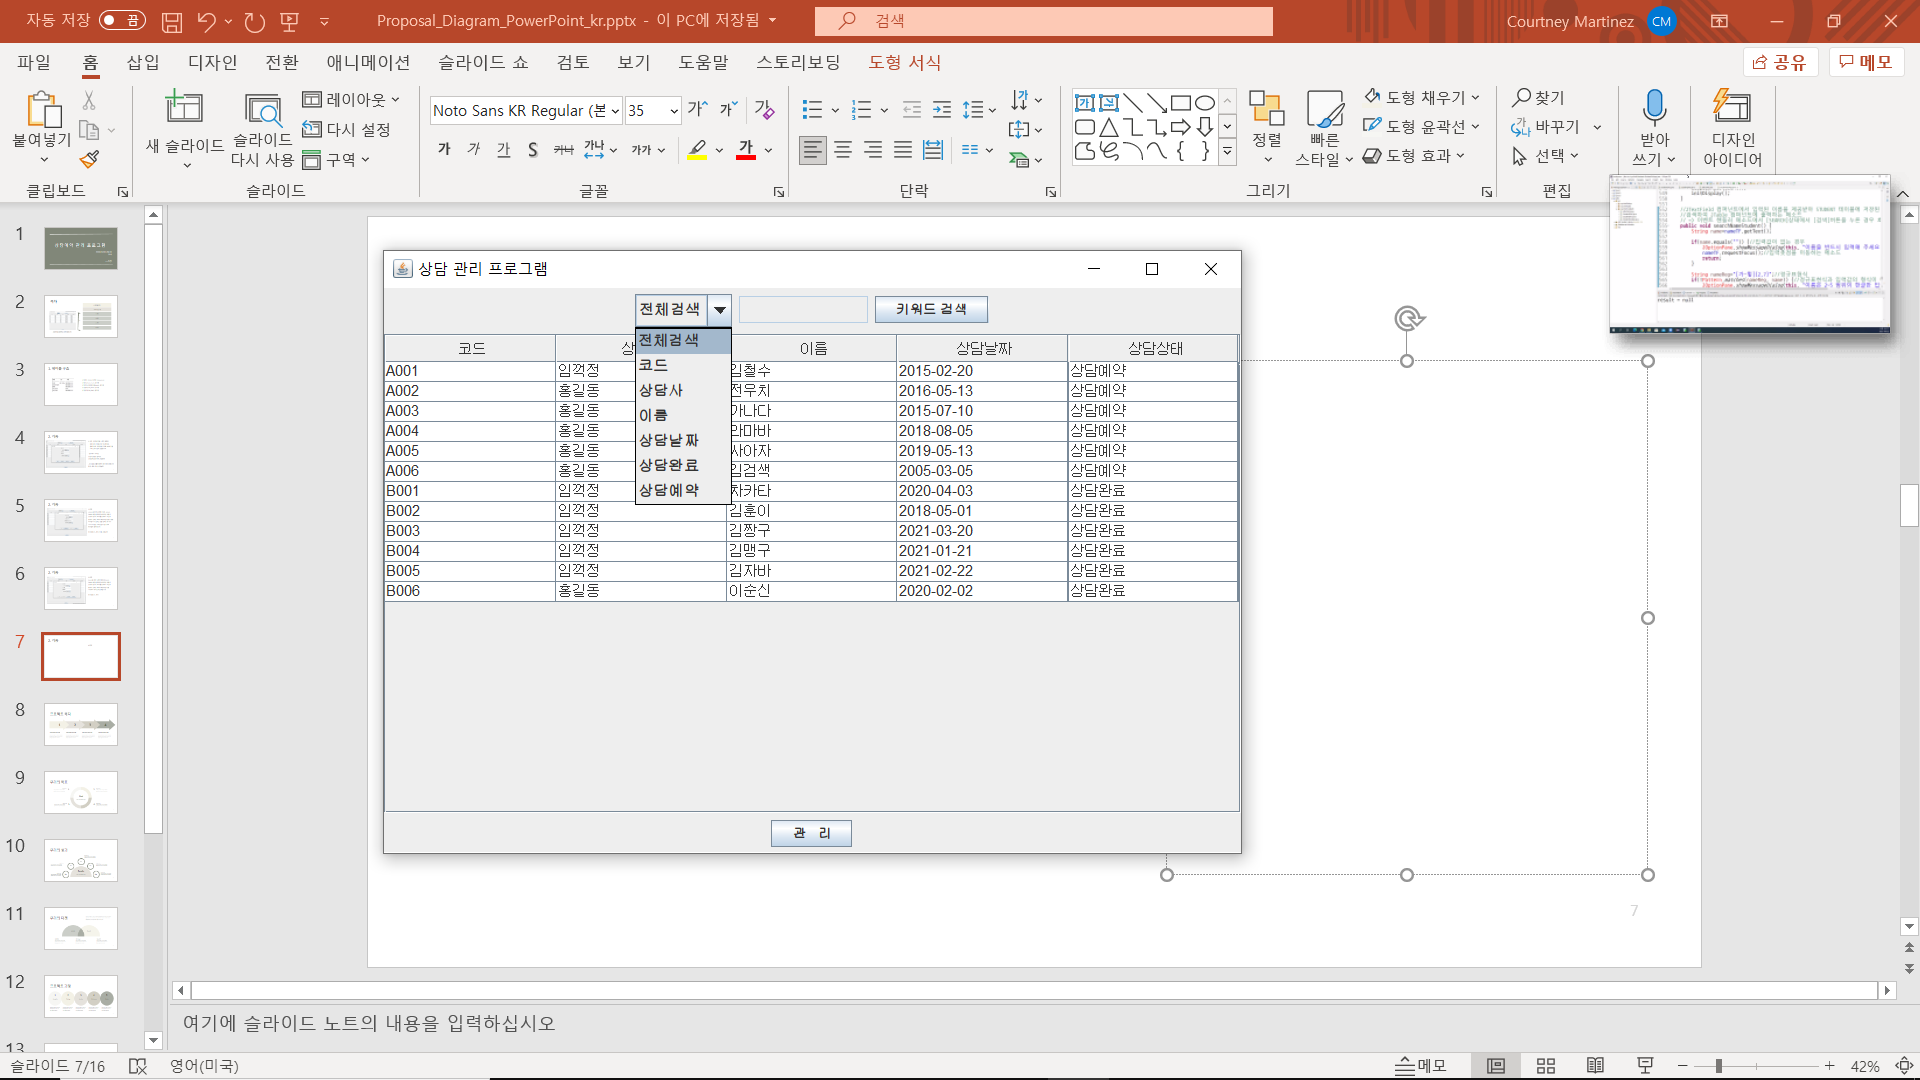 자동 저장 끔 Proposal_Diagram_PowerPoint_kr.pptx - 이 PC에 저장됨 검색 Courtney Martinez CM
파일 홈 삽입 디자인 전환 애니메이션 슬라이드 쇼 검토 보기 도움말 스토리보딩 도형 서식 공유 메모
붙여넣기 새 슬라이드 슬라이드 다시 사용 레이아웃 다시 설정 구역
Noto Sans KR Regular (본 35
도형 채우기 도형 윤곽선 도형 효과
정렬 빠른 스타일 찾기 바꾸기 선택 받아 쓰기 디자인 아이디어
클립보드 슬라이드 글꼴 단락 그리기 편집
상담 관리 프로그램
전체검색 키워드 검색
전체검색
코드
상담사
이름
상담날짜
상담완료
상담예약
코드 상 이름 상담날짜 상담상태
A001 임꺽정 김철수 2015-02-20 상담예약
A002 홍길동 전우치 2016-05-13 상담예약
A003 홍길동 가나다 2015-07-10 상담예약
A004 홍길동 라마바 2018-08-05 상담예약
A005 홍길동 사아자 2019-05-13 상담예약
A006 홍길동 김검색 2005-03-05 상담예약
B001 임꺽정 차카타 2020-04-03 상담완료
B002 임꺽정 김훈이 2018-05-01 상담완료
B003 임꺽정 김짱구 2021-03-20 상담완료
B004 임꺽정 김맹구 2021-01-21 상담완료
B005 임꺽정 김자바 2021-02-22 상담완료
B006 홍길동 이순신 2020-02-02 상담완료
관 리
7
1
2
3
4
5
6
7
8
9
10
11
12
13
여기에 슬라이드 노트의 내용을 입력하십시오
슬라이드 7/16 영어(미국) 메모 42%